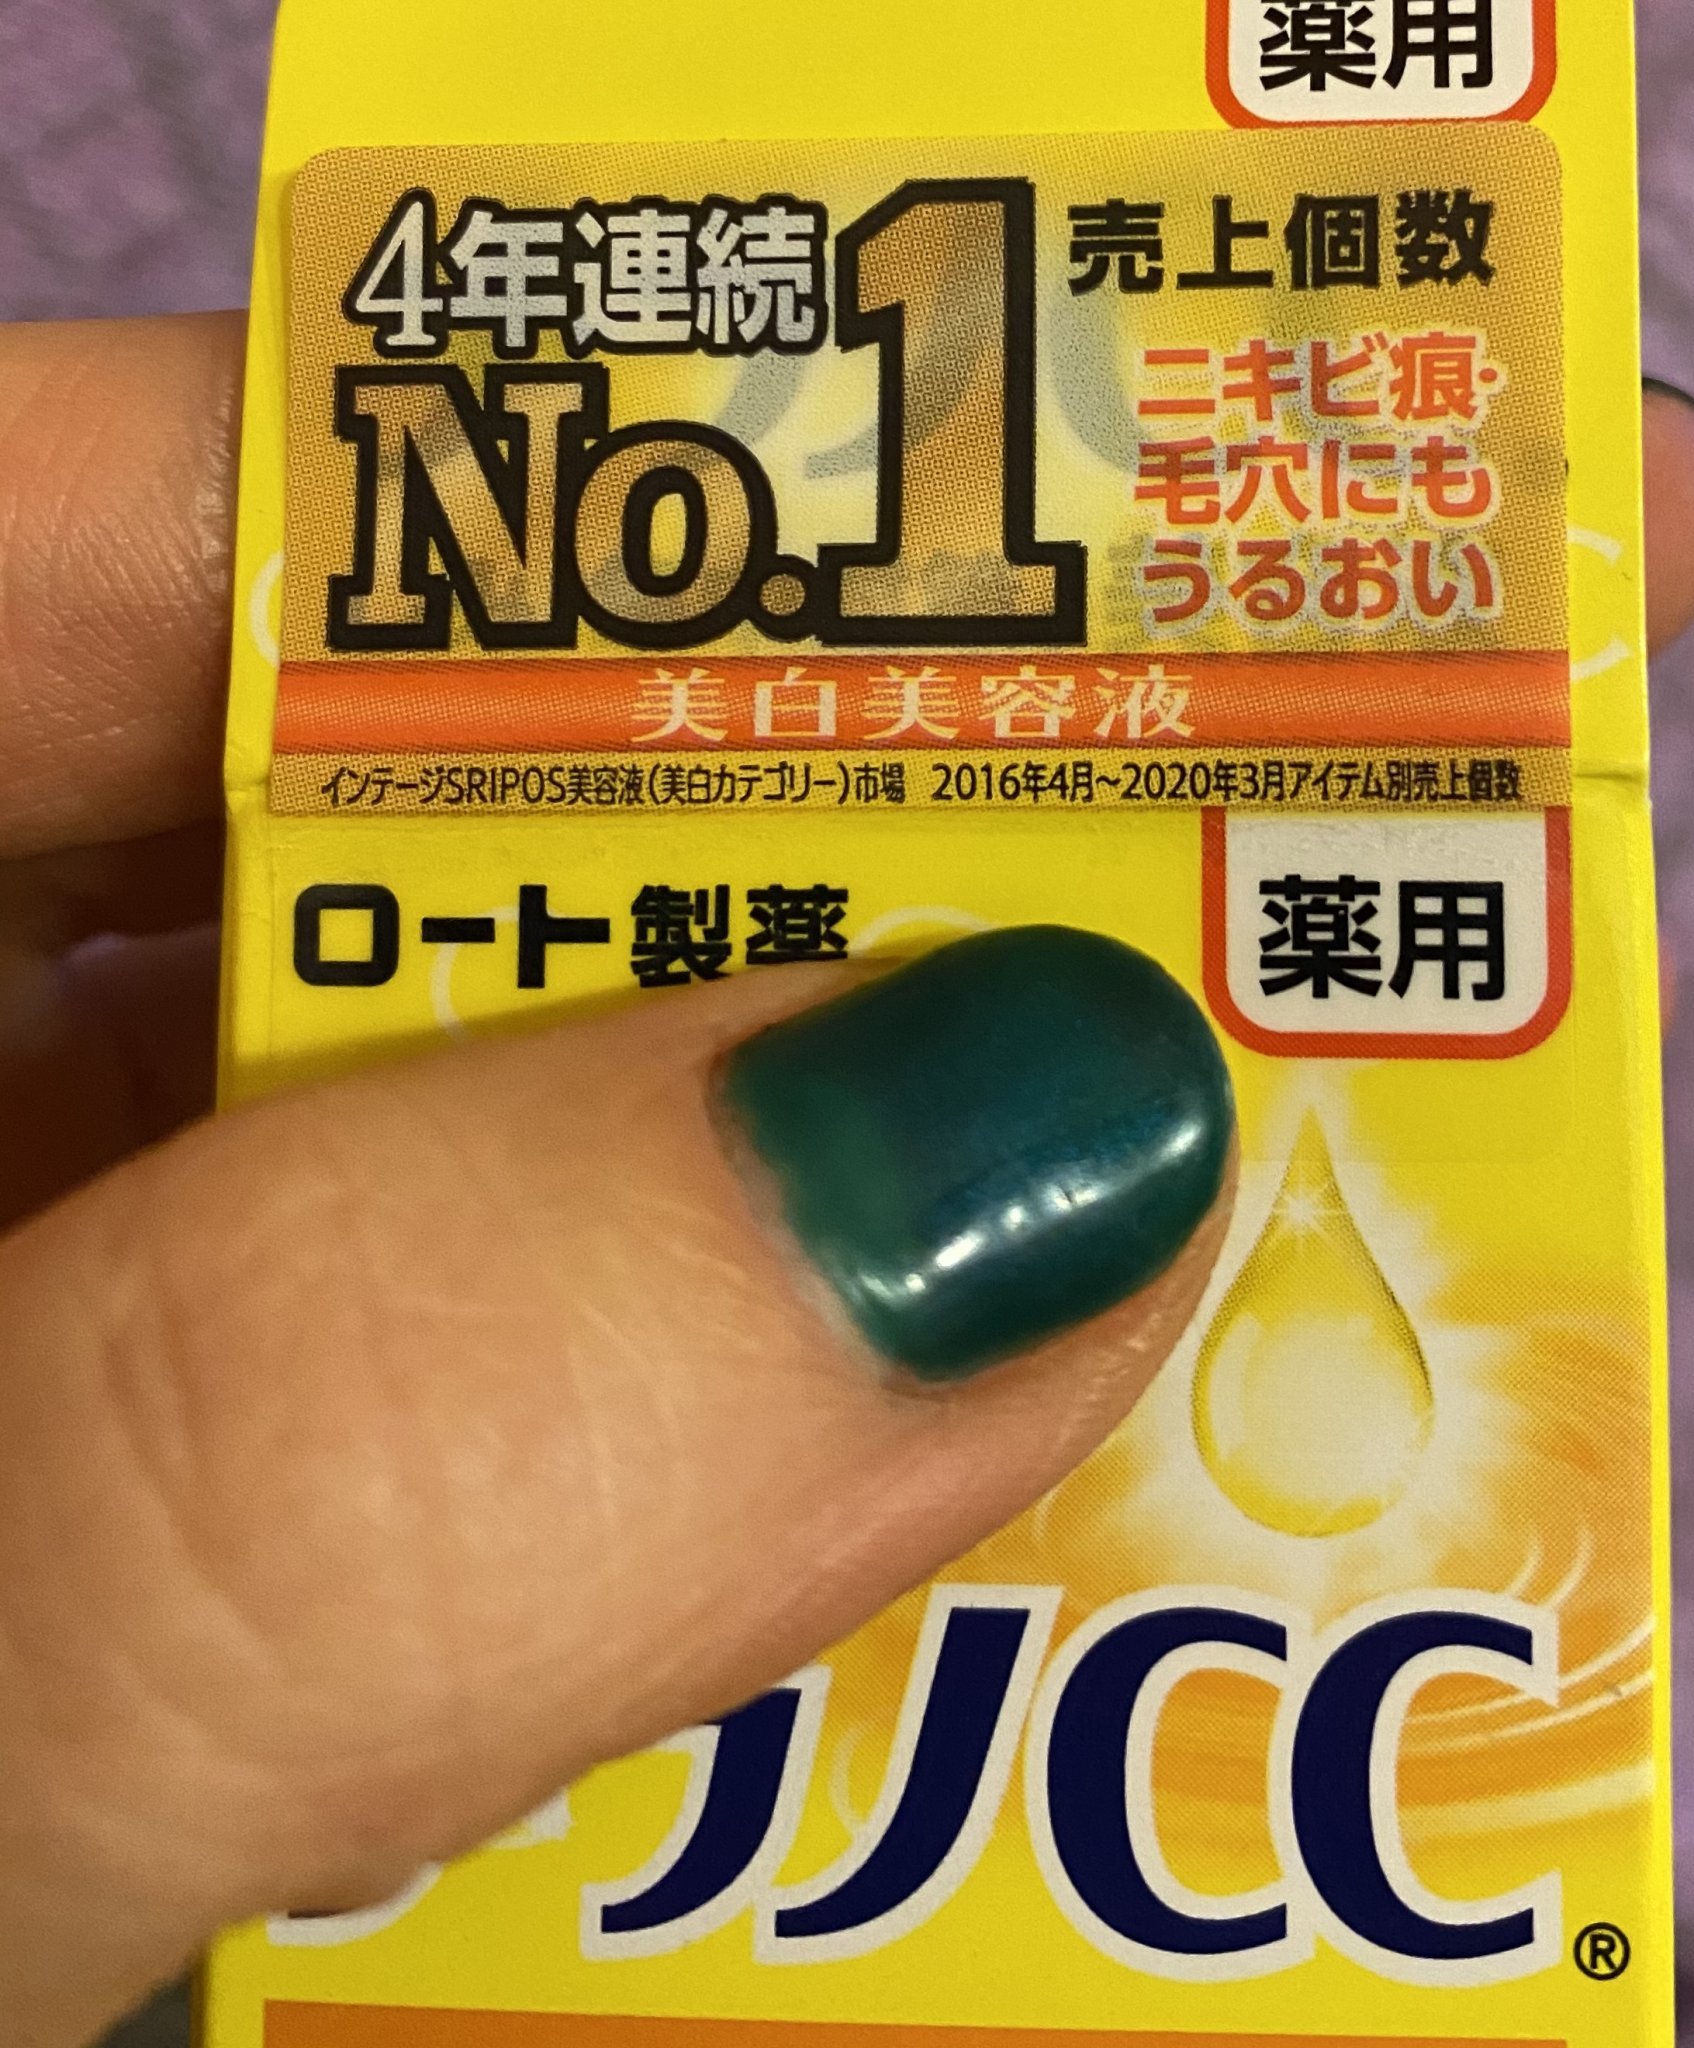 薬用
4年連続
No.1
売上個数
ニキビ痕・
毛穴にも
うるおい
美白美容液
インテージSRIPOS美容液(美白カテゴリー)市場 2016年4月〜2020年3月アイテム別売上個数
ロート製薬
薬用
CC
®